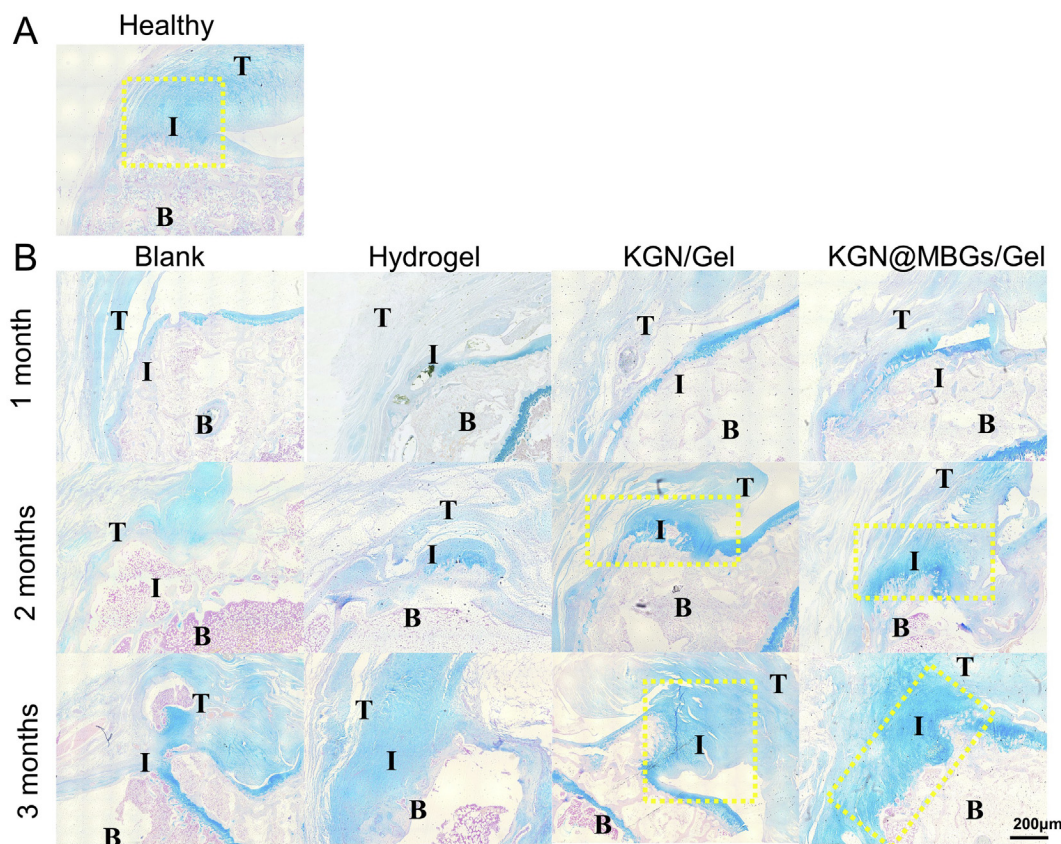 A
Healthy
T
I
B
B
Blank
Hydrogel
KGN/Gel
KGN@MBGs/Gel
1 month
T
I
B
T
I
B
T
I
B
T
I
B
2 months
T
I
B
T
I
B
T
I
B
T
I
B
3 months
T
I
B
T
I
B
T
I
B
T
I
B
200μm